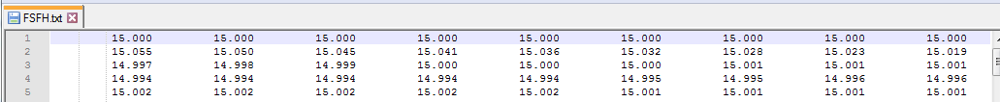 FSFH.txt
1 15.000 15.000 15.000 15.000 15.000 15.000 15.000 15.000 15.000
2 15.055 15.050 15.045 15.041 15.036 15.032 15.028 15.023 15.019
3 14.997 14.998 14.999 15.000 15.000 15.000 15.001 15.001 15.001
4 14.994 14.994 14.994 14.994 14.994 14.995 14.995 14.996 14.996
5 15.002 15.002 15.002 15.002 15.002 15.001 15.001 15.001 15.001